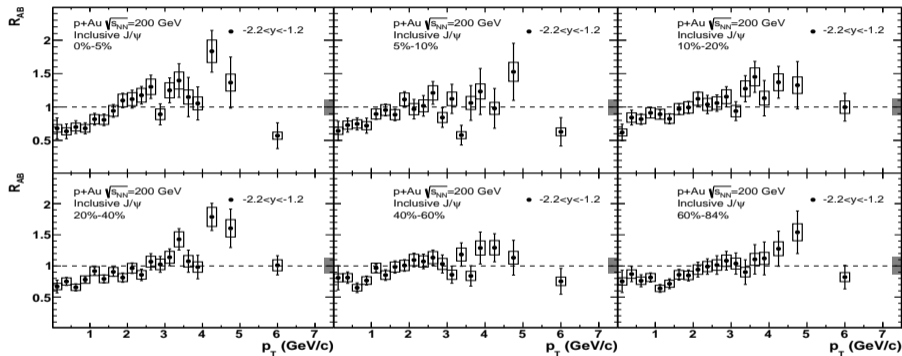 R_AB
p+Au √s_NN=200 GeV
Inclusive J/ψ
0%-5%
-2.2<y<-1.2
p+Au √s_NN=200 GeV
Inclusive J/ψ
5%-10%
-2.2<y<-1.2
p+Au √s_NN=200 GeV
Inclusive J/ψ
10%-20%
-2.2<y<-1.2
2
1.5
1
0.5
R_AB
p+Au √s_NN=200 GeV
Inclusive J/ψ
20%-40%
-2.2<y<-1.2
p+Au √s_NN=200 GeV
Inclusive J/ψ
40%-60%
-2.2<y<-1.2
p+Au √s_NN=200 GeV
Inclusive J/ψ
60%-84%
-2.2<y<-1.2
2
1.5
1
0.5
1 2 3 4 5 6 7
p_T (GeV/c)
1 2 3 4 5 6 7
p_T (GeV/c)
1 2 3 4 5 6 7
p_T (GeV/c)